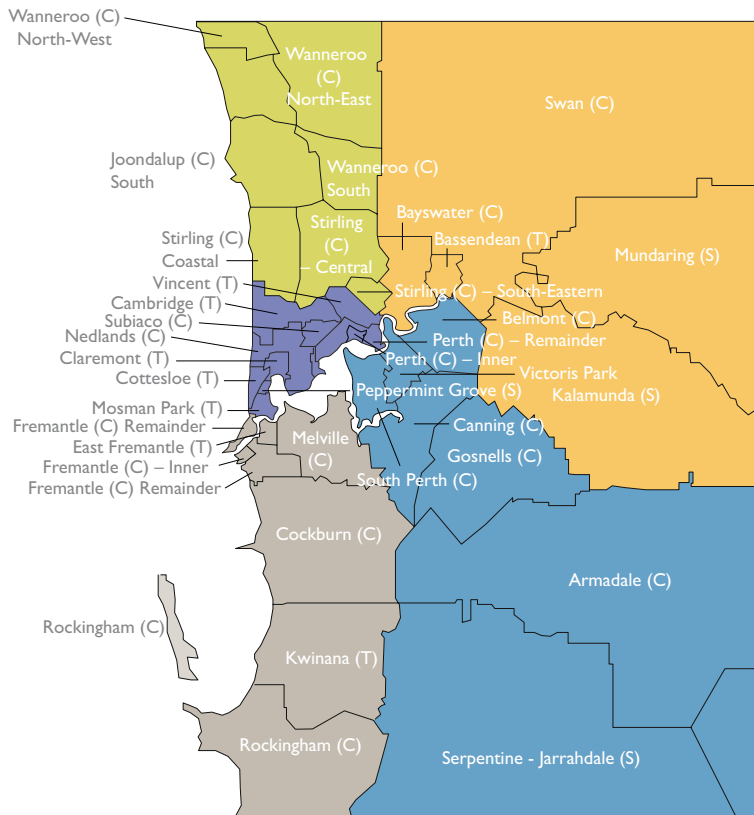 Wanneroo (C)
North-West
Wanneroo
(C)
North-East
Swan (C)
Joondalup (C)
South
Wanneroo (C)
South
Bayswater (C)
Stirling
(C)
– Central
Bassendean (T)
Stirling (C)
Coastal
Mundaring (S)
Vincent (T)
Stirling (C) – South-Eastern
Cambridge (T)
Belmont (C)
Subiaco (C)
Nedlands (C)
Perth (C) – Remainder
Claremont (T)
Perth (C) – Inner
Victoris Park
Cottesloe (T)
Peppermint Grove (S)
Kalamunda (S)
Mosman Park (T)
Fremantle (C) Remainder
Canning (C)
East Fremantle (T)
Melville
(C)
Gosnells (C)
Fremantle (C) – Inner
South Perth (C)
Fremantle (C) Remainder
Cockburn (C)
Armadale (C)
Rockingham (C)
Kwinana (T)
Rockingham (C)
Serpentine - Jarrahdale (S)